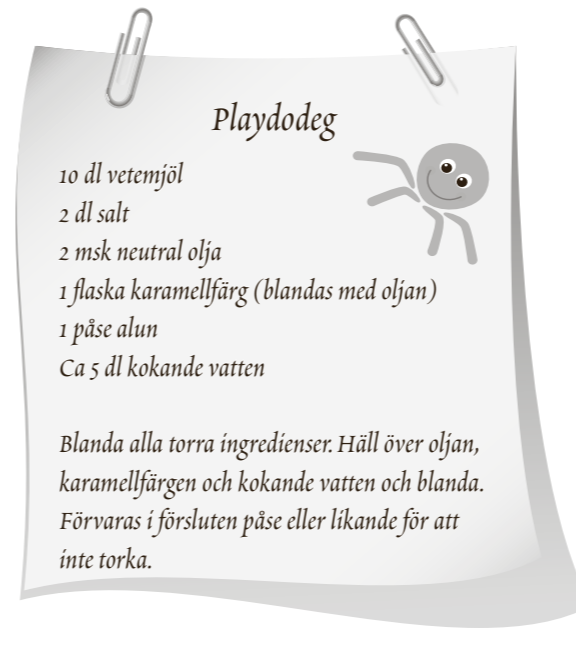 Playdodeg
10 dl vetemjöl
2 dl salt
2 msk neutral olja
1 flaska karamellfärg (blandas med oljan)
1 påse alun
Ca 5 dl kokande vatten
Blanda alla torra ingredienser. Häll över oljan,
karamellfärgen och kokande vatten och blanda.
Förvaras i försluten påse eller likande för att
inte torka.